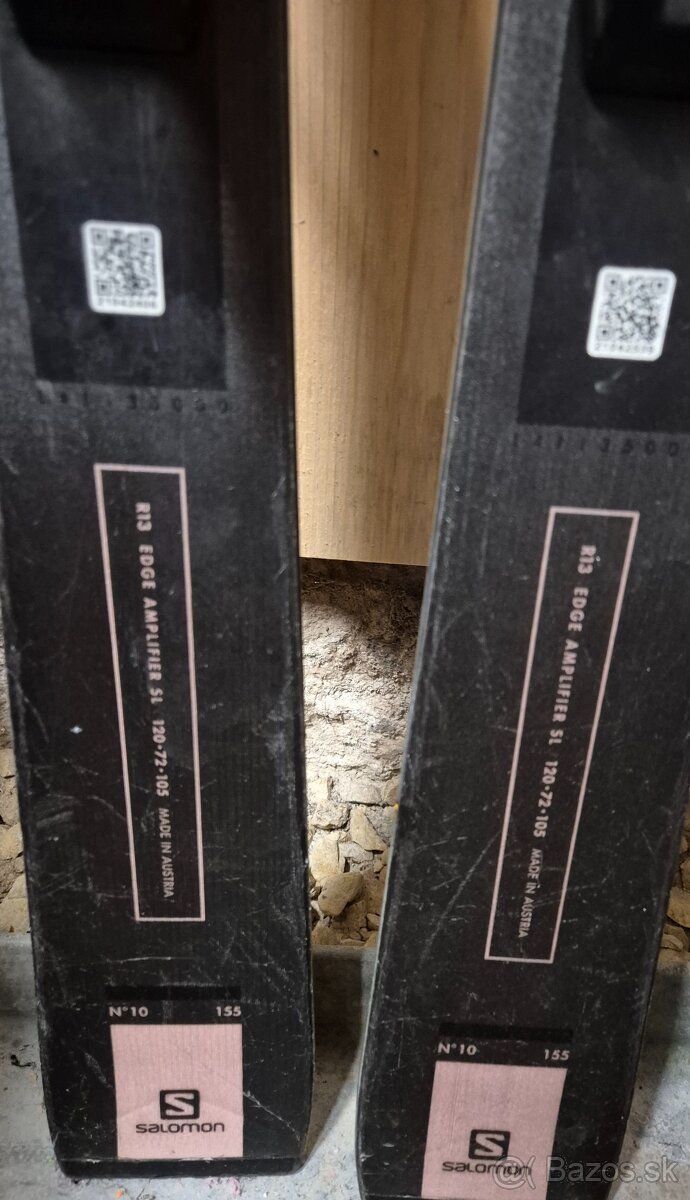 R13 EDGE AMPLIFIER SL 120•72•105 MADE IN AUSTRIA
N°10 155
SALOMON
R13 EDGE AMPLIFIER SL 120•72•105 MADE IN AUSTRIA
N°10 155
SALOMON
@Bazos.sk